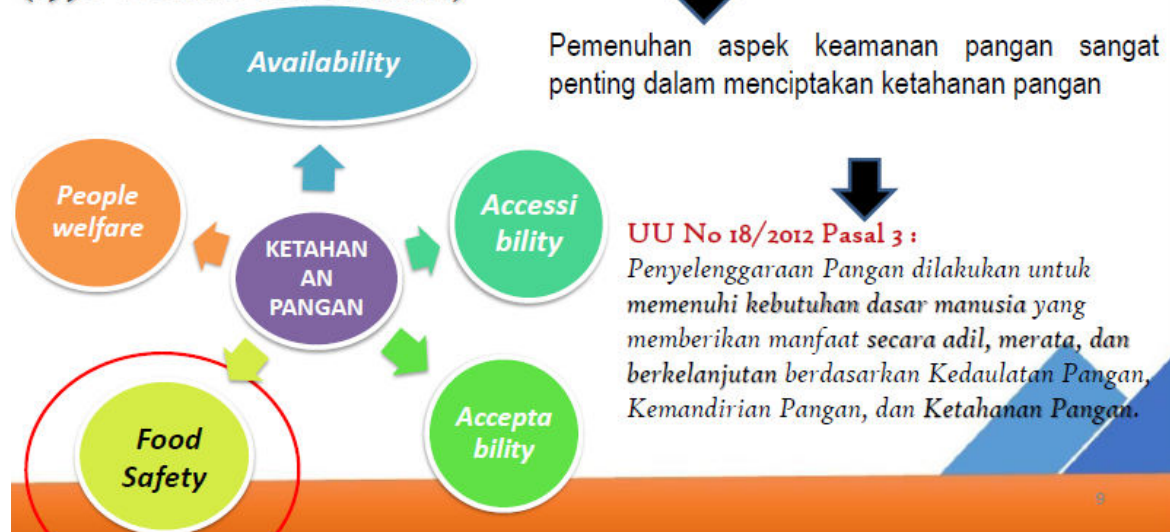 Availability
Pemenuhan aspek keamanan pangan sangat
penting dalam menciptakan ketahanan pangan
People
welfare
Accessi
bility
KETAHAN
AN
PANGAN
UU No 18/2012 Pasal 3 :
Penyelenggaraan Pangan dilakukan untuk
memenuhi kebutuhan dasar manusia yang
memberikan manfaat secara adil, merata, dan
berkelanjutan berdasarkan Kedaulatan Pangan,
Kemandirian Pangan, dan Ketahanan Pangan.
Accepta
bility
Food
Safety
9